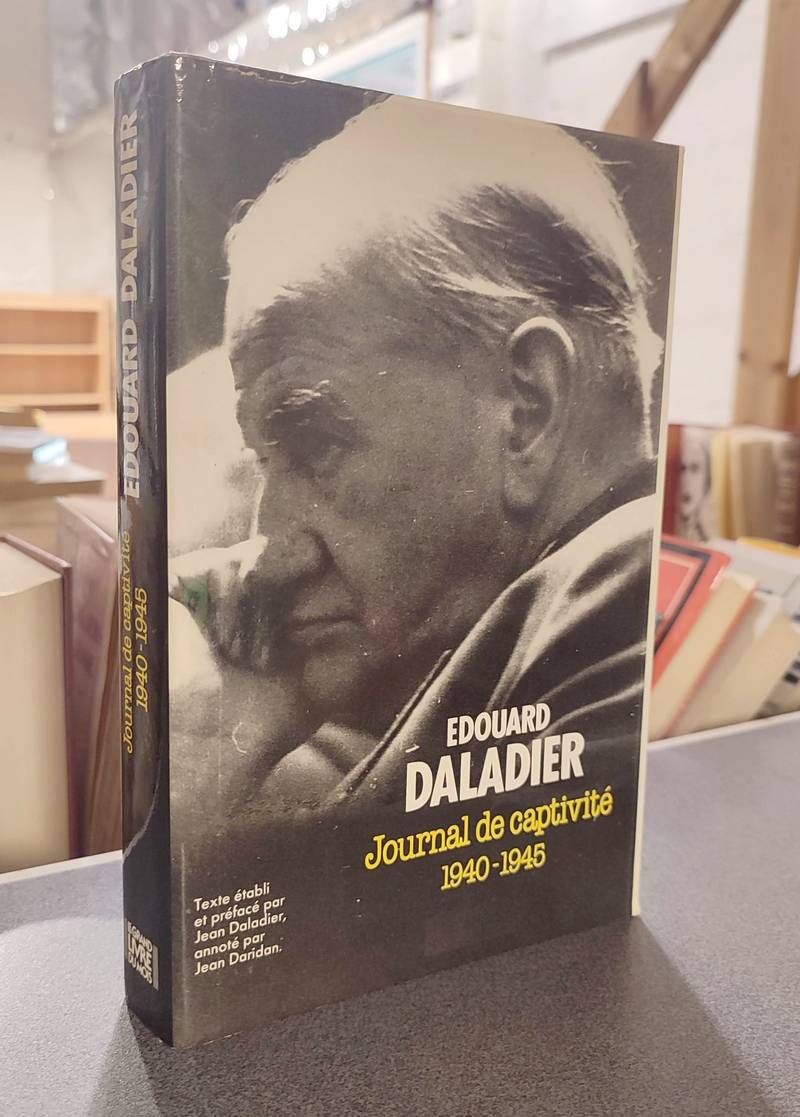 EDOUARD DALADIER
Journal de captivité
1940-1945
LE GRAND
LIVRE
DU MOIS
EDOUARD
DALADIER
Journal de captivité
1940-1945
Texte établi
et préfacé par
Jean Daladier,
annoté par
Jean Daridan.